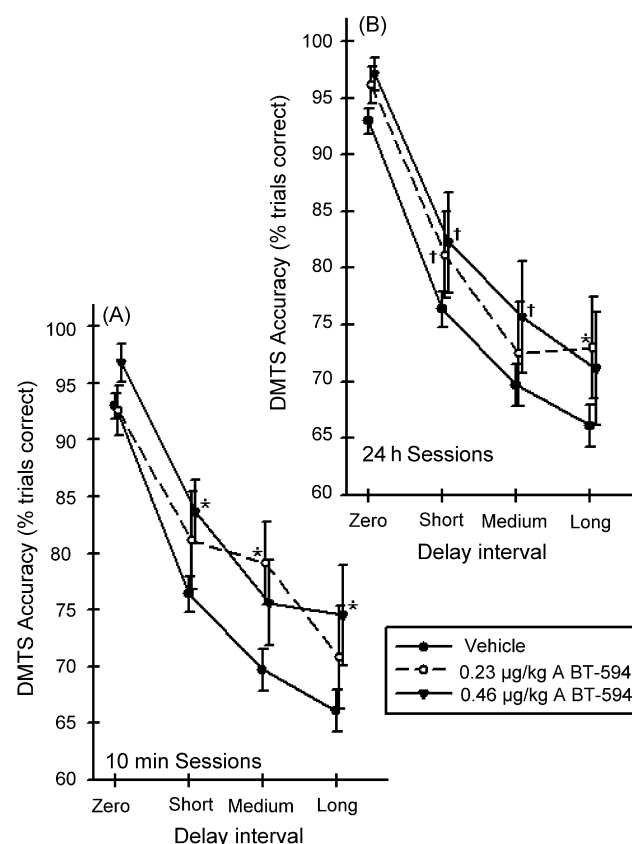 (B)
100
95
90
85
80
75
70
65
60
DMTS Accuracy (% trials correct)
†
†
†
*
24 h Sessions
Zero Short Medium Long
Delay interval
(A)
100
95
90
85
80
75
70
65
60
DMTS Accuracy (% trials correct)
*
*
*
10 min Sessions
Zero Short Medium Long
Delay interval
Vehicle
0.23 µg/kg A BT-594
0.46 µg/kg A BT-594